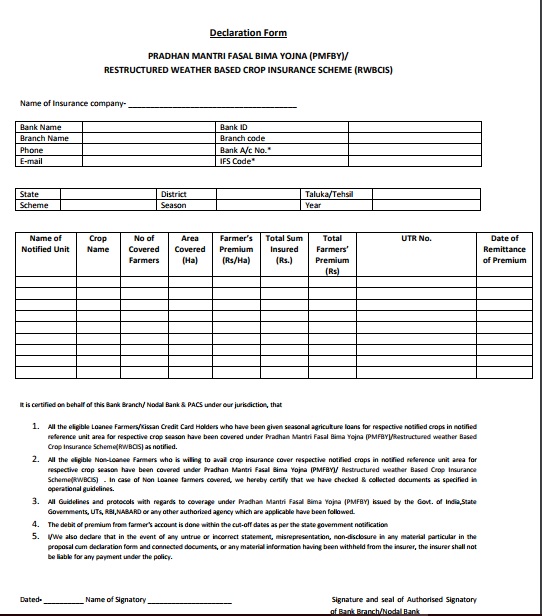 Declaration Form
PRADHAN MANTRI FASAL BIMA YOJNA (PMFBY)/
RESTRUCTURED WEATHER BASED CROP INSURANCE SCHEME (RWBCIS)
Name of Insurance company- ______________________________________
Bank Name Bank ID
Branch Name Branch code
Phone Bank A/c No.*
E-mail IFS Code*
State District Taluka/Tehsil
Scheme Season Year
Name of Crop No of Area Farmer's Total Sum Total UTR No. Date of
Notified Unit Name Covered Covered Premium Insured Farmers' Remittance
Farmers (Ha) (Rs/Ha) (Rs.) Premium of Premium
(Rs)
It is certified on behalf of this Bank Branch/ Nodal Bank & PACS under our jurisdiction, that
1. All the eligible Loanee Farmers/Kissan Credit Card Holders who have been given seasonal agriculture loans for respective notified crops in notified
reference unit area for respective crop season have been covered under Pradhan Mantri Fasal Bima Yojna (PMFBY)/Restructured weather Based
Crop Insurance Scheme(RWBCIS) as notified.
2. All the eligible Non-Loanee Farmers who is willing to avail crop insurance cover respective notified crops in notified reference unit area for
respective crop season have been covered under Pradhan Mantri Fasal Bima Yojna (PMFBY)/ Restructured weather Based Crop Insurance
Scheme(RWBCIS) . In case of Non Loanee farmers covered, we hereby certify that we have checked & collected documents as specified in
operational guidelines.
3. All Guidelines and protocols with regards to coverage under Pradhan Mantri Fasal Bima Yojna (PMFBY) issued by the Govt. of India,State
Governments, UTs, RBI,NABARD or any other authorized agency which are applicable have been followed.
4. The debit of premium from farmer's account is done within the cut-off dates as per the state government notification
5. I/We also declare that in the event of any untrue or incorrect statement, misrepresentation, non-disclosure in any material particular in the
proposal cum declaration form and connected documents, or any material information having been withheld from the insurer, the insurer shall not
be liable for any payment under the policy.
Dated- __________ Name of Signatory ____________________ Signature and seal of Authorised Signatory
of Bank Branch/Nodal Bank